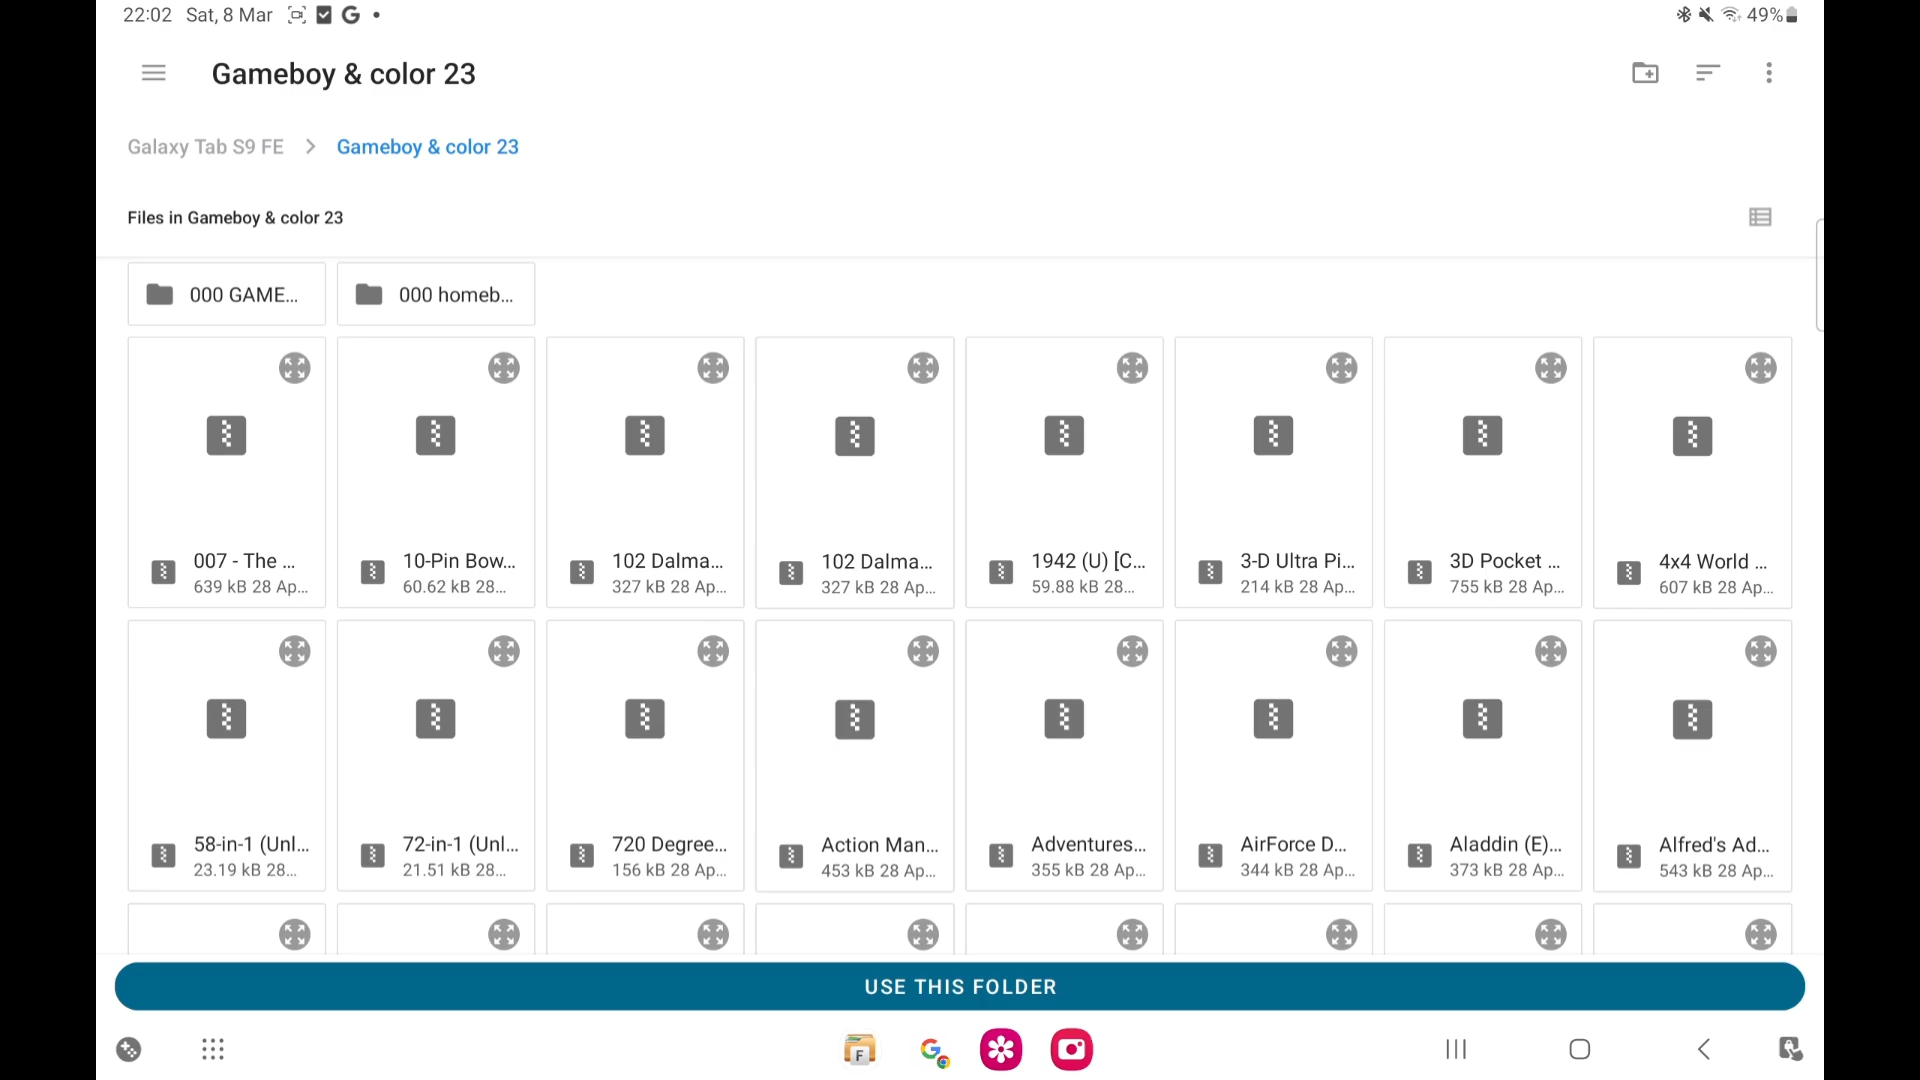 22:02 Sat, 8 Mar G 49%
Gameboy & color 23
Galaxy Tab S9 FE > Gameboy & color 23
Files in Gameboy & color 23
000 GAME... 000 homeb...
007 - The ... 10-Pin Bow... 102 Dalma... 102 Dalma... 1942 (U) [C... 3-D Ultra Pi... 3D Pocket ... 4x4 World ...
639 kB 28 Ap... 60.62 kB 28... 327 kB 28 Ap... 327 kB 28 Ap... 59.88 kB 28... 214 kB 28 Ap... 755 kB 28 Ap... 607 kB 28 Ap...
58-in-1 (Unl... 72-in-1 (Unl... 720 Degree... Action Man... Adventures... AirForce D... Aladdin (E)... Alfred's Ad...
23.19 kB 28... 21.51 kB 28... 156 kB 28 Ap... 453 kB 28 Ap... 355 kB 28 Ap... 344 kB 28 Ap... 373 kB 28 Ap... 543 kB 28 Ap...
USE THIS FOLDER
F G